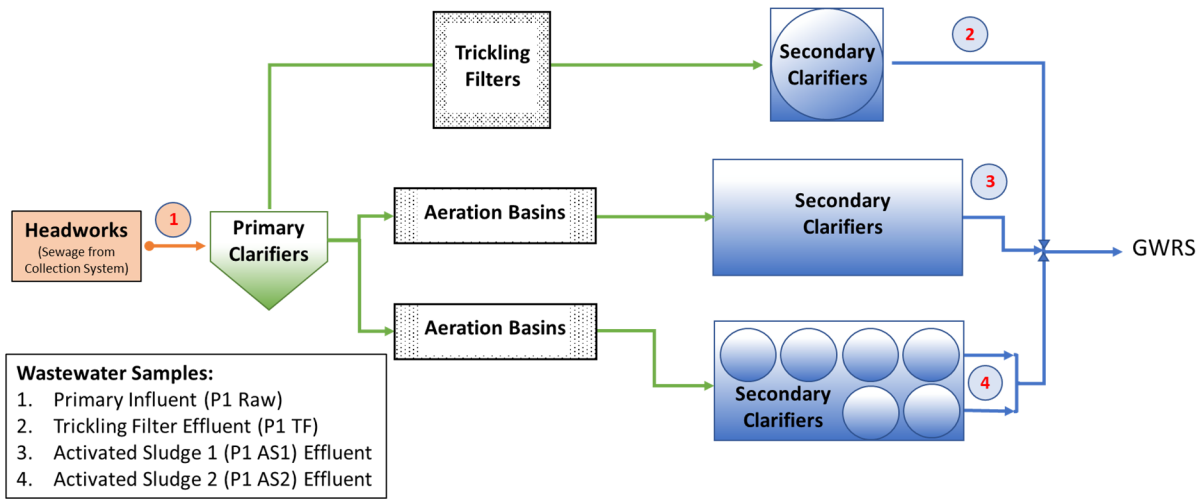 Trickling
Filters
Secondary
Clarifiers
2
Headworks
(Sewage from
Collection System)
1
Primary
Clarifiers
Aeration Basins
Secondary
Clarifiers
3
GWRS
Aeration Basins
Secondary
Clarifiers
4
Wastewater Samples:
1. Primary Influent (P1 Raw)
2. Trickling Filter Effluent (P1 TF)
3. Activated Sludge 1 (P1 AS1) Effluent
4. Activated Sludge 2 (P1 AS2) Effluent